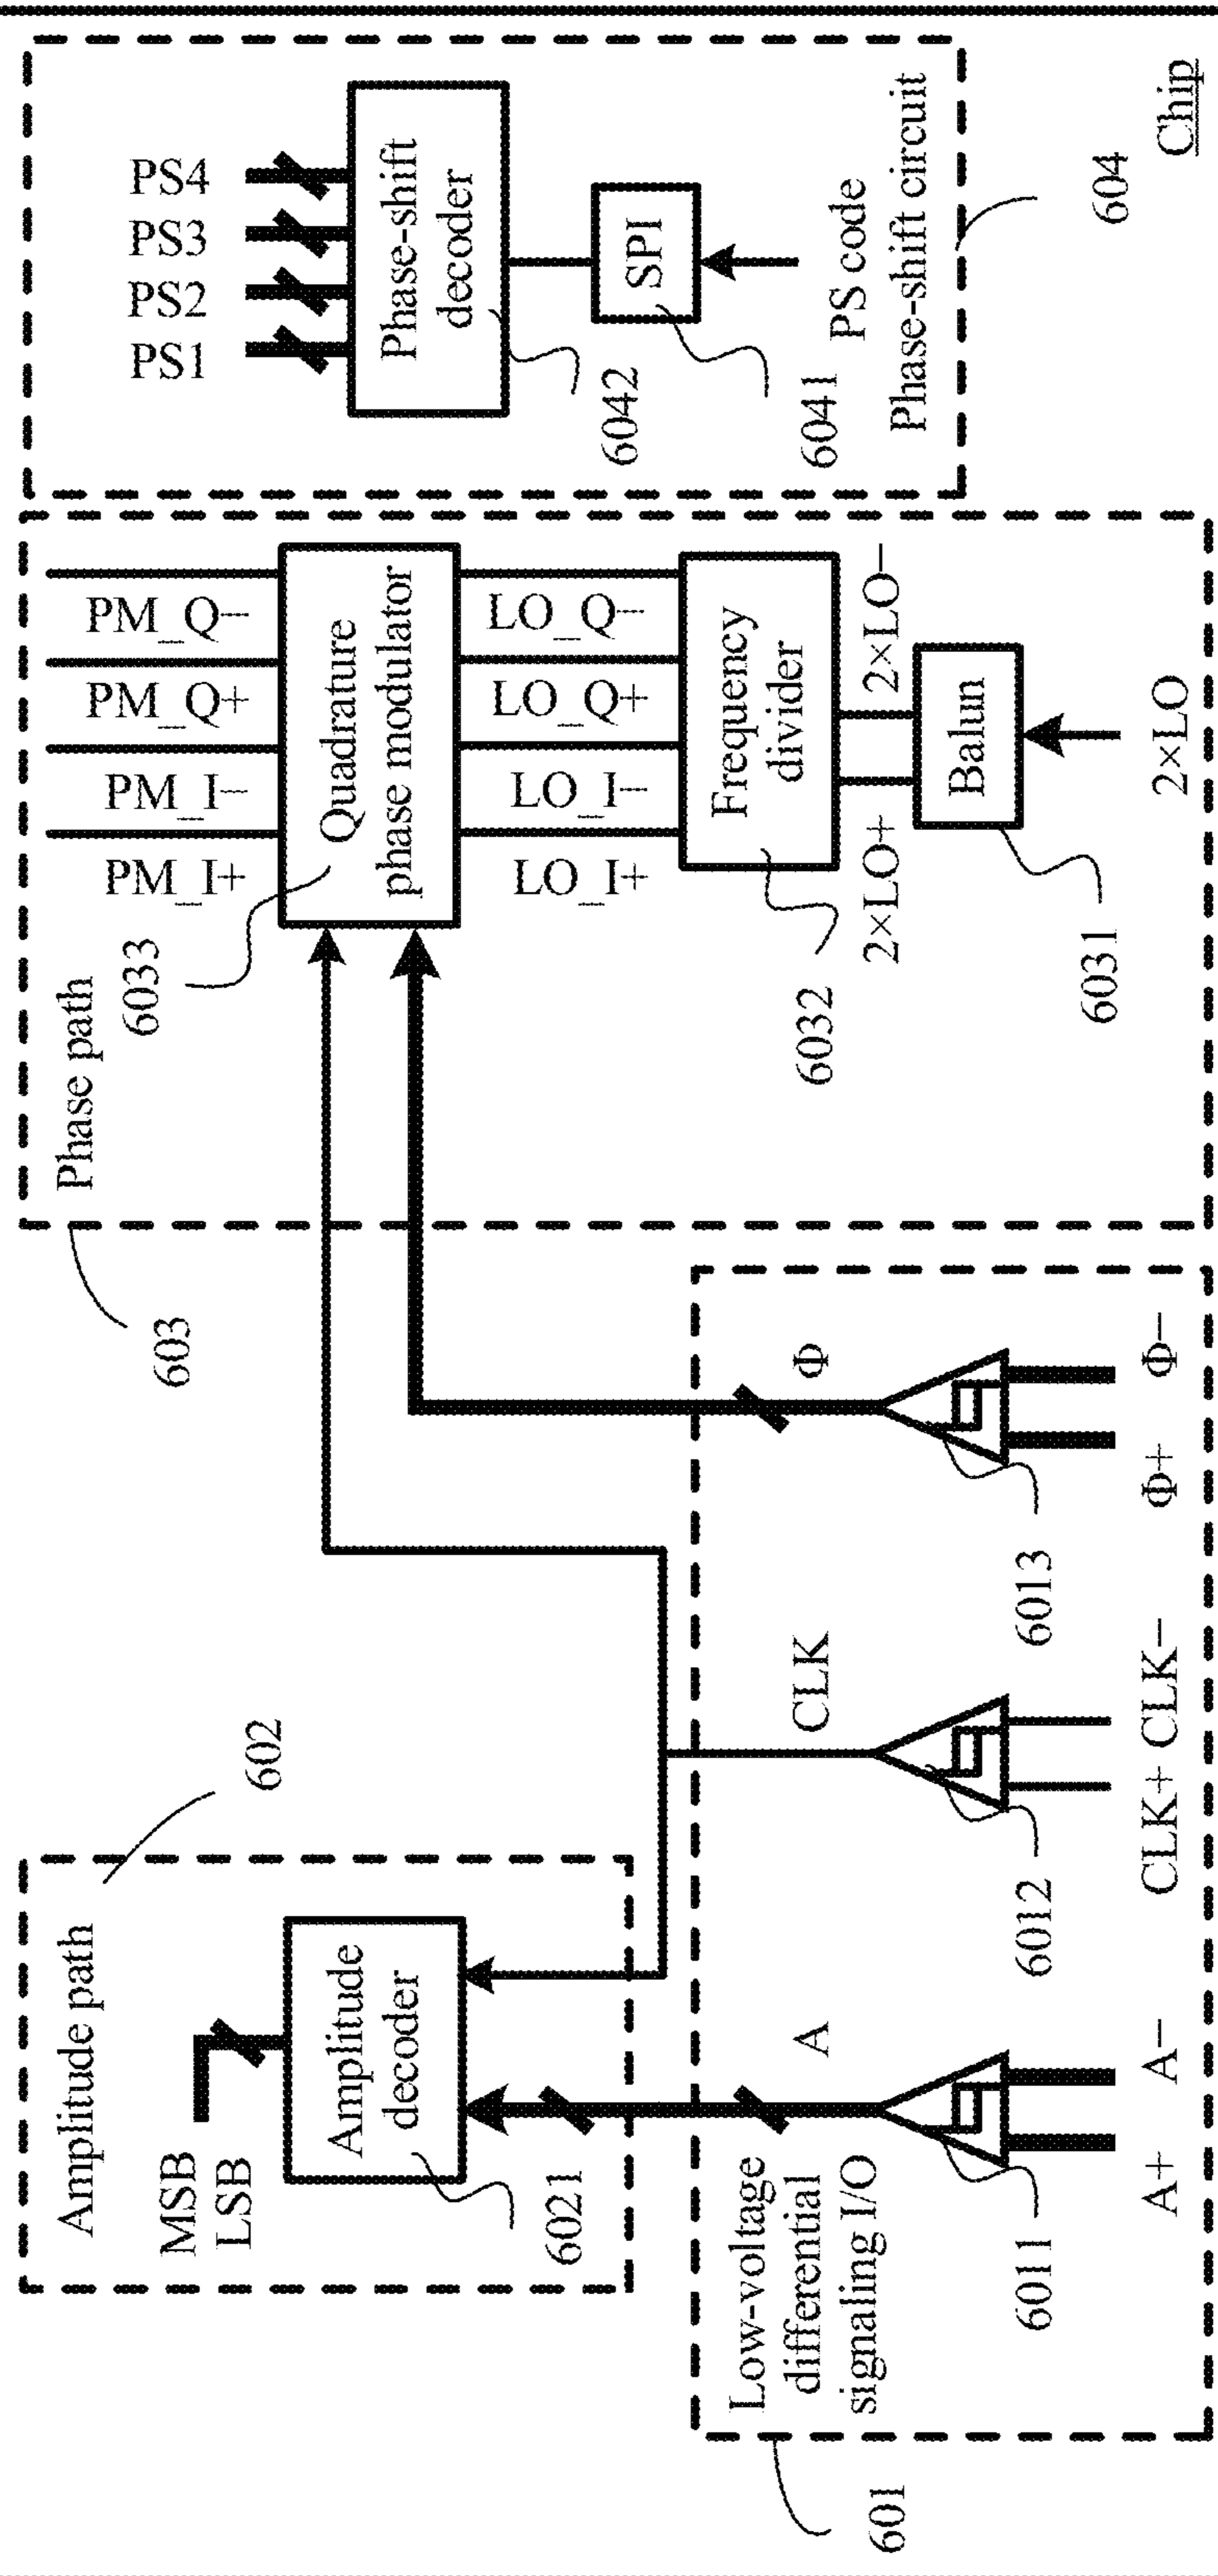 Amplitude path
602
MSB
LSB
Amplitude
decoder
6021
Phase path
603
6033
PM_I+
PM_I−
PM_Q+
PM_Q−
Quadrature
phase modulator
LO_I+
LO_I−
LO_Q+
LO_Q−
Frequency
divider
6032
2×LO+
2×LO−
Balun
6031
2×LO
PS1
PS2
PS3
PS4
Phase-shift
decoder
6042
SPI
6041
PS code
Phase-shift circuit
604
Chip
Low-voltage
differential
signaling I/O
601
A
CLK
Φ
6011
6012
6013
A+
A−
CLK+
CLK−
Φ+
Φ−